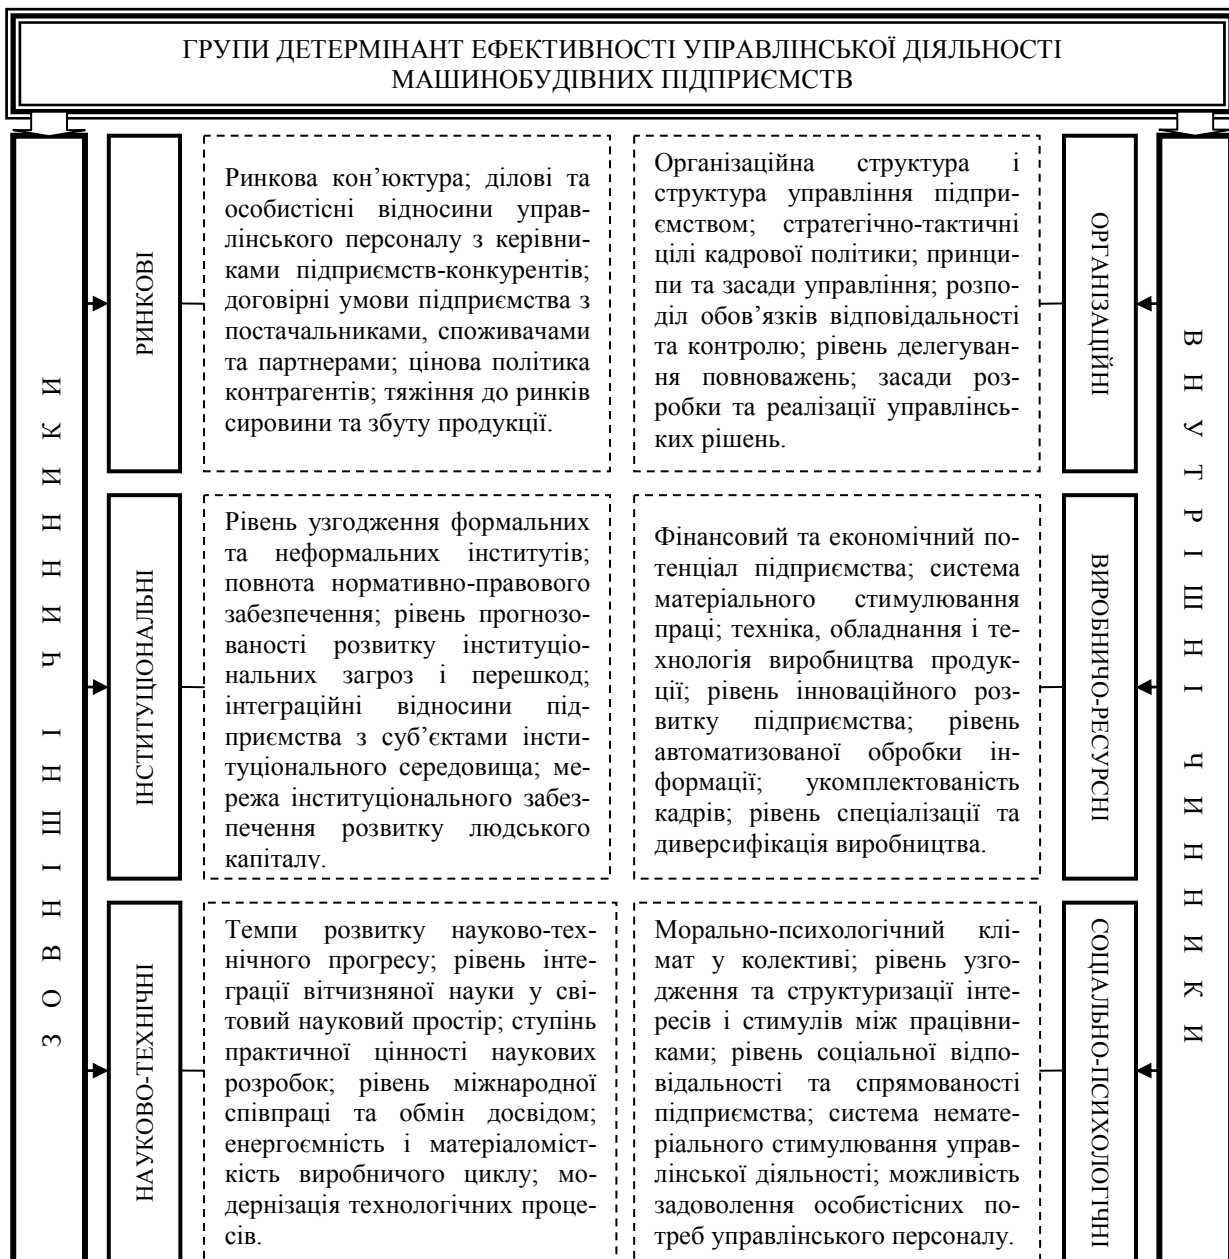 ГРУПИ ДЕТЕРМІНАНТ ЕФЕКТИВНОСТІ УПРАВЛІНСЬКОЇ ДІЯЛЬНОСТІ
МАШИНОБУДІВНИХ ПІДПРИЄМСТВ
ЗОВНІШНІ ЧИННИКИ
РИНКОВІ
Ринкова кон’юктура; ділові та
особистісні відносини управ-
лінського персоналу з керівни-
ками підприємств-конкурентів;
договірні умови підприємства з
постачальниками, споживачами
та партнерами; цінова політика
контрагентів; тяжіння до ринків
сировини та збуту продукції.
ІНСТИТУЦІОНАЛЬНІ
Рівень узгодження формальних
та неформальних інститутів;
повнота нормативно-правового
забезпечення; рівень прогнозо-
ваності розвитку інституціо-
нальних загроз і перешкод;
інтеграційні відносини під-
приємства з суб’єктами інсти-
туціонального середовища; ме-
режа інституціонального забез-
печення розвитку людського
капіталу.
НАУКОВО-ТЕХНІЧНІ
Темпи розвитку науково-тех-
нічного прогресу; рівень інте-
грації вітчизняної науки у сві-
товий науковий простір; ступінь
практичної цінності наукових
розробок; рівень міжнародної
співпраці та обмін досвідом;
енергоємність і матеріаломіст-
кість виробничого циклу; мо-
дернізація технологічних проце-
сів.
Організаційна структура і
структура управління підпри-
ємством; стратегічно-тактичні
цілі кадрової політики; принци-
пи та засади управління; розпо-
діл обов’язків відповідальності
та контролю; рівень делегуван-
ня повноважень; засади роз-
робки та реалізації управлінсь-
ких рішень.
ОРГАНІЗАЦІЙНІ
Фінансовий та економічний по-
тенціал підприємства; система
матеріального стимулювання
праці; техніка, обладнання і те-
хнологія виробництва продук-
ції; рівень інноваційного роз-
витку підприємства; рівень
автоматизованої обробки ін-
формації; укомплектованість
кадрів; рівень спеціалізації та
диверсифікація виробництва.
ВИРОБНИЧО-РЕСУРСНІ
Морально-психологічний клі-
мат у колективі; рівень узго-
дження та структуризації інте-
ресів і стимулів між працівни-
ками; рівень соціальної відпо-
відальності та спрямованості
підприємства; система немате-
ріального стимулювання управ-
лінської діяльності; можливість
задоволення особистісних по-
треб управлінського персоналу.
СОЦІАЛЬНО-ПСИХОЛОГІЧНІ
ВНУТРІШНІ ЧИННИКИ